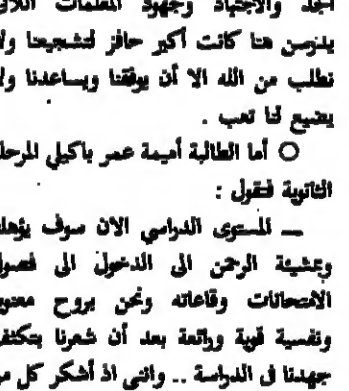 الجد والاجتهاد وجهود المعلمات اللائي
يدرسن هنا كانت أكبر حافز لتشجيعنا ولا
نطلب من الله الا أن يوفقنا ويساعدنا ولا
يضيع لنا تعب .
○ أما الطالبة أميمة عمر باكيلي المرحلة
الثانوية فتقول :
— المستوى الدراسي الآن سوف يؤهلنا
وبمشيئة الرحمن الى الدخول الى فصول
الامتحانات وقاعاته ونحن بروح معنوية
ونفسية قوية ورائعة بعد أن شعرنا بتكثف
جهدنا في الدراسة .. وانني اذ أشكر كل من